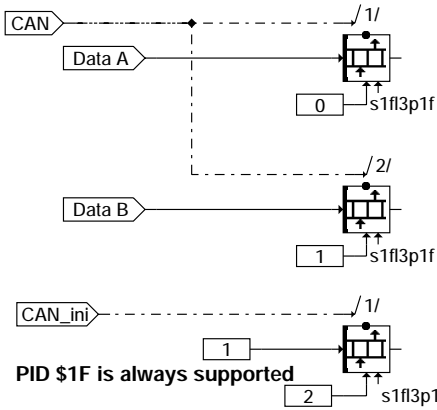 CAN
1/
Data A
0
s1fl3p1f
2/
Data B
1
s1fl3p1f
CAN_ini
1/
1
PID $1F is always supported
2
s1fl3p1